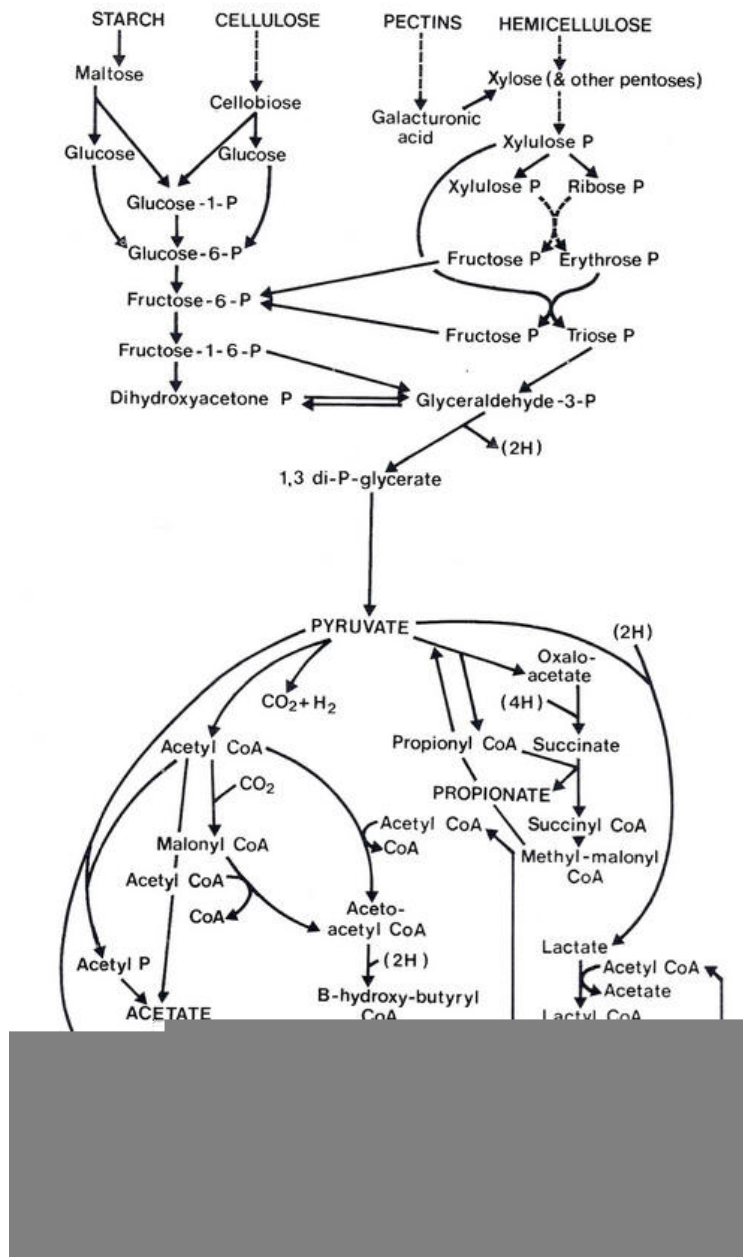 STARCH CELLULOSE PECTINS HEMICELLULOSE
Maltose
Xylose (& other pentoses)
Cellobiose
Galacturonic
acid
Xylulose P
Glucose Glucose
Xylulose P Ribose P
Glucose-1-P
Glucose-6-P
Fructose P Erythrose P
Fructose-6-P
Fructose P Triose P
Fructose-1-6-P
Dihydroxyacetone P Glyceraldehyde-3-P
(2H)
1,3 di-P-glycerate
PYRUVATE
(2H)
Oxalo-
acetate
CO2+H2
(4H)
Acetyl CoA
Propionyl CoA Succinate
CO2
PROPIONATE
Acetyl CoA
Succinyl CoA
Malonyl CoA
CoA
Methyl-malonyl
CoA
Acetyl CoA
CoA
Aceto-
acetyl CoA
Lactate
Acetyl P
(2H)
Acetyl CoA
Acetate
B-hydroxy-butyryl
CoA
ACETATE
Lactyl CoA